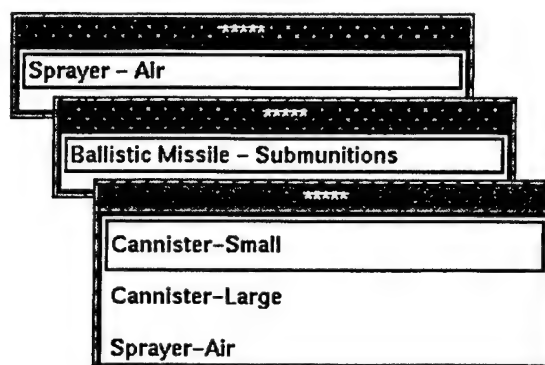 *****
Sprayer – Air
*****
Ballistic Missile – Submunitions
*****
Cannister–Small
Cannister–Large
Sprayer–Air